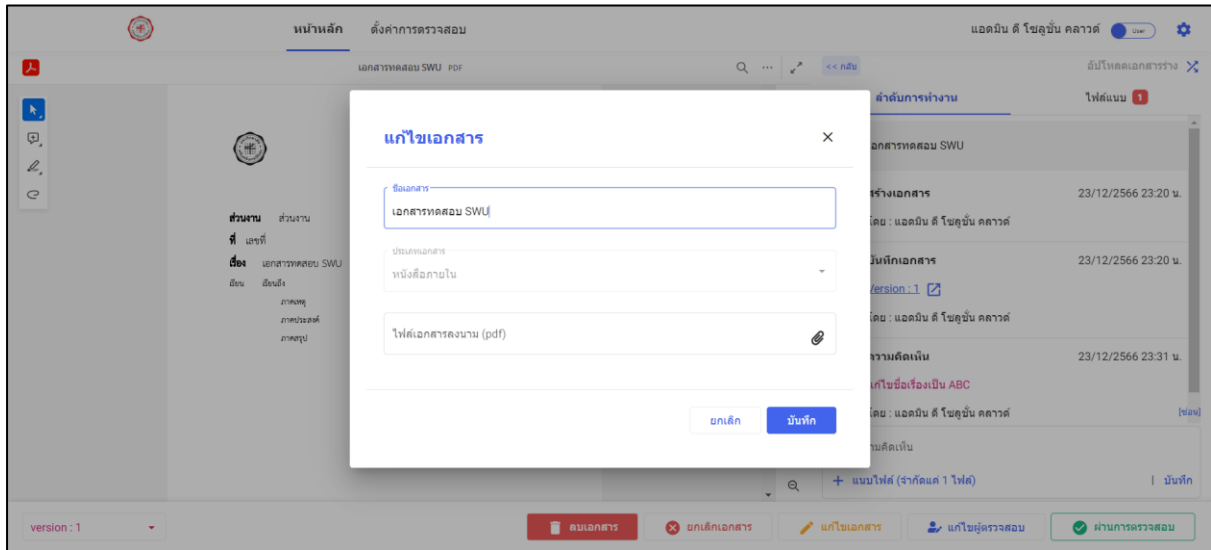 หน้าหลัก
ตั้งค่าการตรวจสอบ
แอดมิน ดี โซลูชั่น คลาวด์
User
เอกสารทดสอบ SWU PDF
<< กลับ
อัปโหลดเอกสารร่าง
ลำดับการทำงาน
ไฟล์แนบ 1
แก้ไขเอกสาร
ชื่อเอกสาร
เอกสารทดสอบ SWU
ประเภทเอกสาร
หนังสือภายใน
ไฟล์เอกสารลงนาม (pdf)
ยกเลิก
บันทึก
ส่วนงาน ส่วนงาน
ที่ เลขที่
เรื่อง เอกสารทดสอบ SWU
เรียน เรียนถึง
ภาคเหตุ
ภาคประสงค์
ภาคสรุป
อกสารทดสอบ SWU
ร้างเอกสาร
23/12/2566 23:20 น.
โดย : แอดมิน ดี โซลูชั่น คลาวด์
บันทึกเอกสาร
23/12/2566 23:20 น.
Version : 1
โดย : แอดมิน ดี โซลูชั่น คลาวด์
ความคิดเห็น
23/12/2566 23:31 น.
แก้ไขชื่อเรื่องเป็น ABC
โดย : แอดมิน ดี โซลูชั่น คลาวด์
[ซ่อน]
ามคิดเห็น
+ แนบไฟล์ (จำกัดแค่ 1 ไฟล์)
| บันทึก
version : 1
ลบเอกสาร
ยกเลิกเอกสาร
แก้ไขเอกสาร
แก้ไขผู้ตรวจสอบ
ผ่านการตรวจสอบ